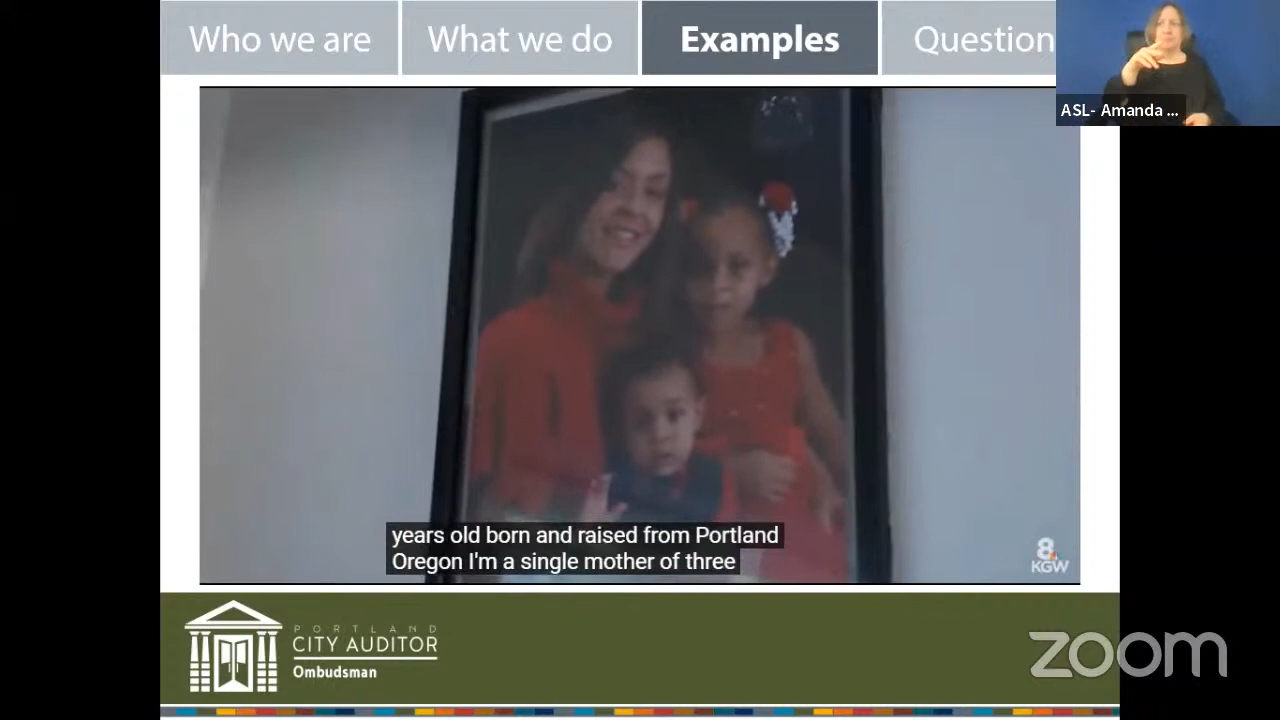 Who we are
What we do
Examples
Question
ASL- Amanda ...
years old born and raised from Portland
Oregon I'm a single mother of three
8
KGW
PORTLAND
CITY AUDITOR
Ombudsman
zoom